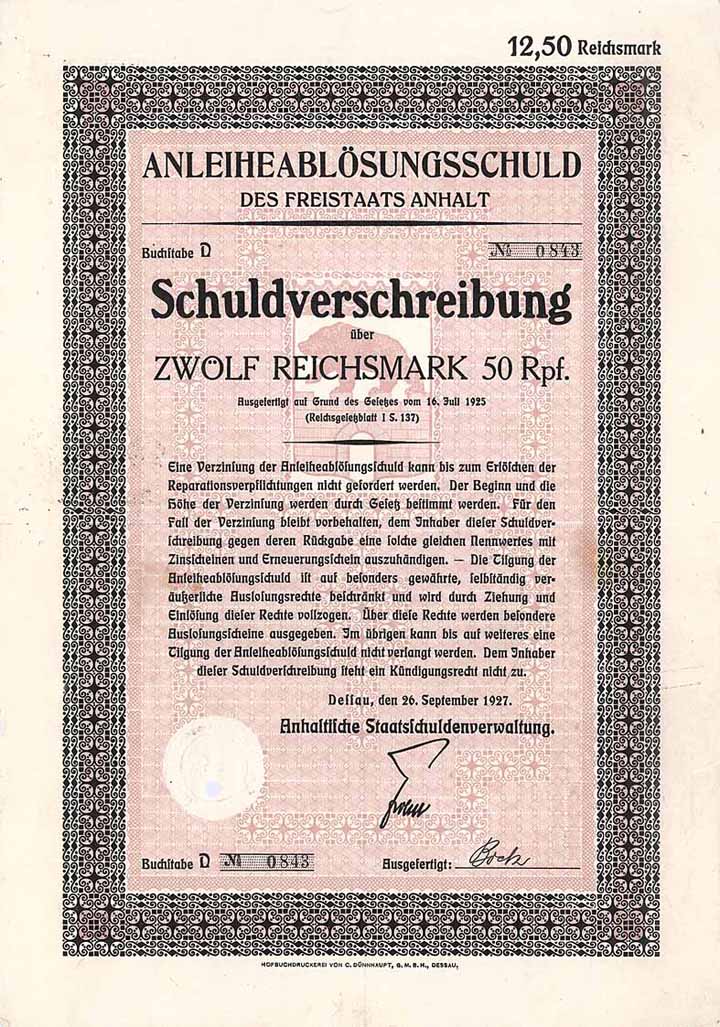 12,50 Reichsmark
ANLEIHEABLÖSUNGSSCHULD
DES FREISTAATS ANHALT
Buchstabe D № 0843
Schuldverschreibung
über
ZWÖLF REICHSMARK 50 Rpf.
Ausgefertigt auf Grund des Gesetzes vom 16. Juli 1925
(Reichsgesetzblatt I S. 137)
Eine Verzinsung der Anleiheablösungsschuld kann bis zum Erlöschen der
Reparationsverpflichtungen nicht gefordert werden. Der Beginn und die
Höhe der Verzinsung werden durch Gesetz bestimmt werden. Für den
Fall der Verzinsung bleibt vorbehalten, dem Inhaber dieser Schuldver-
schreibung gegen deren Rückgabe eine solche gleichen Nennwertes mit
Zinscheinen und Erneuerungschein auszuhändigen. — Die Tilgung der
Anleiheablösungsschuld ist auf besonders gewährte, selbständig ver-
äußerliche Auslosungsrechte beschränkt und wird durch Ziehung und
Einlösung dieser Rechte vollzogen. Über diese Rechte werden besondere
Auslosungsscheine ausgegeben. Im übrigen kann bis auf weiteres eine
Tilgung der Anleiheablösungsschuld nicht verlangt werden. Dem Inhaber
dieser Schuldverschreibung steht ein Kündigungsrecht nicht zu.
Dessau, den 26. September 1927.
Anhaltische Staatsschuldenverwaltung.
Buchstabe D № 0843 Ausgefertigt: Bock
HOFBUCHDRUCKEREI VON C. DÜNNHAUPT, G. M. B. H., DESSAU.